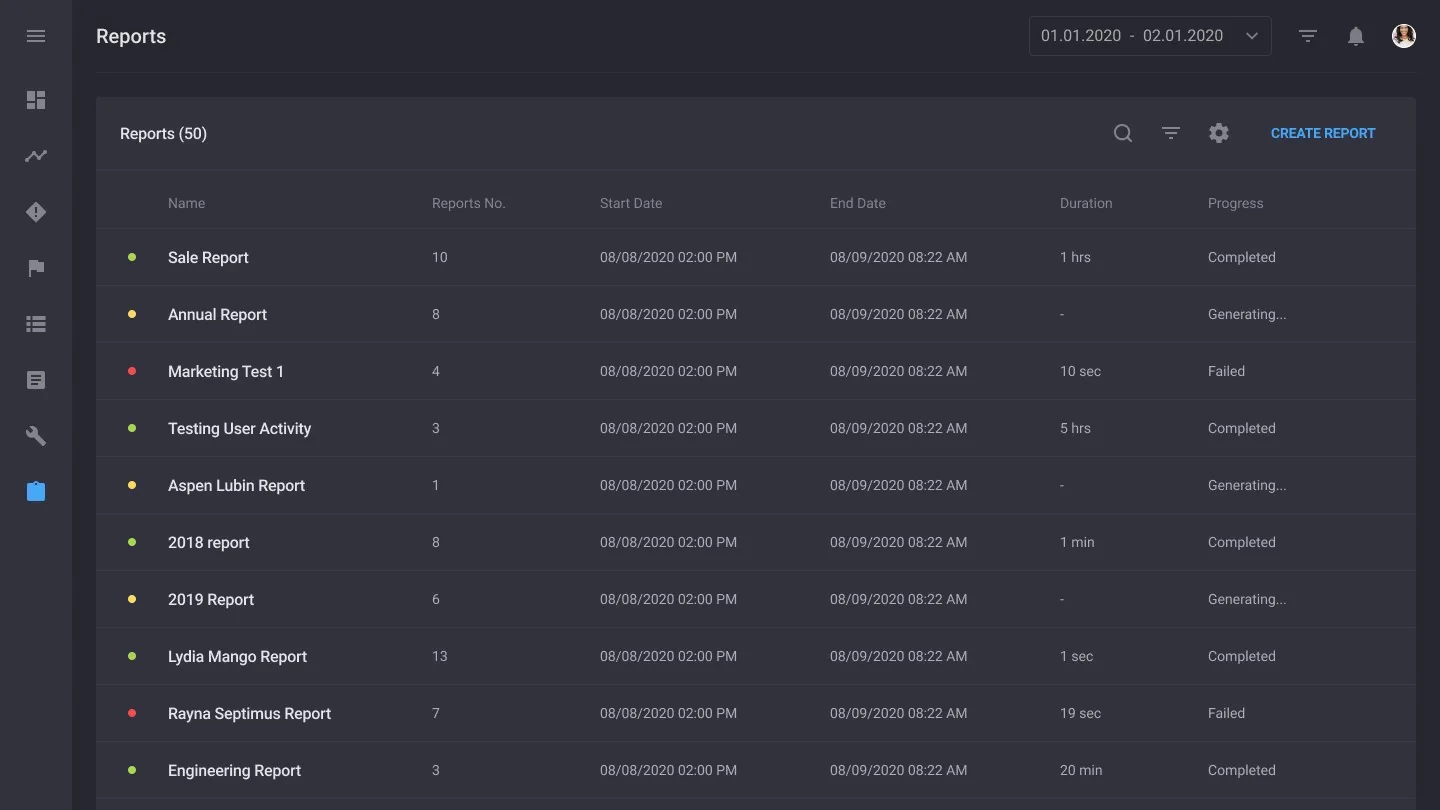 Reports
01.01.2020 - 02.01.2020
Reports (50)
CREATE REPORT
Name Reports No. Start Date End Date Duration Progress
Sale Report 10 08/08/2020 02:00 PM 08/09/2020 08:22 AM 1 hrs Completed
Annual Report 8 08/08/2020 02:00 PM 08/09/2020 08:22 AM - Generating...
Marketing Test 1 4 08/08/2020 02:00 PM 08/09/2020 08:22 AM 10 sec Failed
Testing User Activity 3 08/08/2020 02:00 PM 08/09/2020 08:22 AM 5 hrs Completed
Aspen Lubin Report 1 08/08/2020 02:00 PM 08/09/2020 08:22 AM - Generating...
2018 report 8 08/08/2020 02:00 PM 08/09/2020 08:22 AM 1 min Completed
2019 Report 6 08/08/2020 02:00 PM 08/09/2020 08:22 AM - Generating...
Lydia Mango Report 13 08/08/2020 02:00 PM 08/09/2020 08:22 AM 1 sec Completed
Rayna Septimus Report 7 08/08/2020 02:00 PM 08/09/2020 08:22 AM 19 sec Failed
Engineering Report 3 08/08/2020 02:00 PM 08/09/2020 08:22 AM 20 min Completed